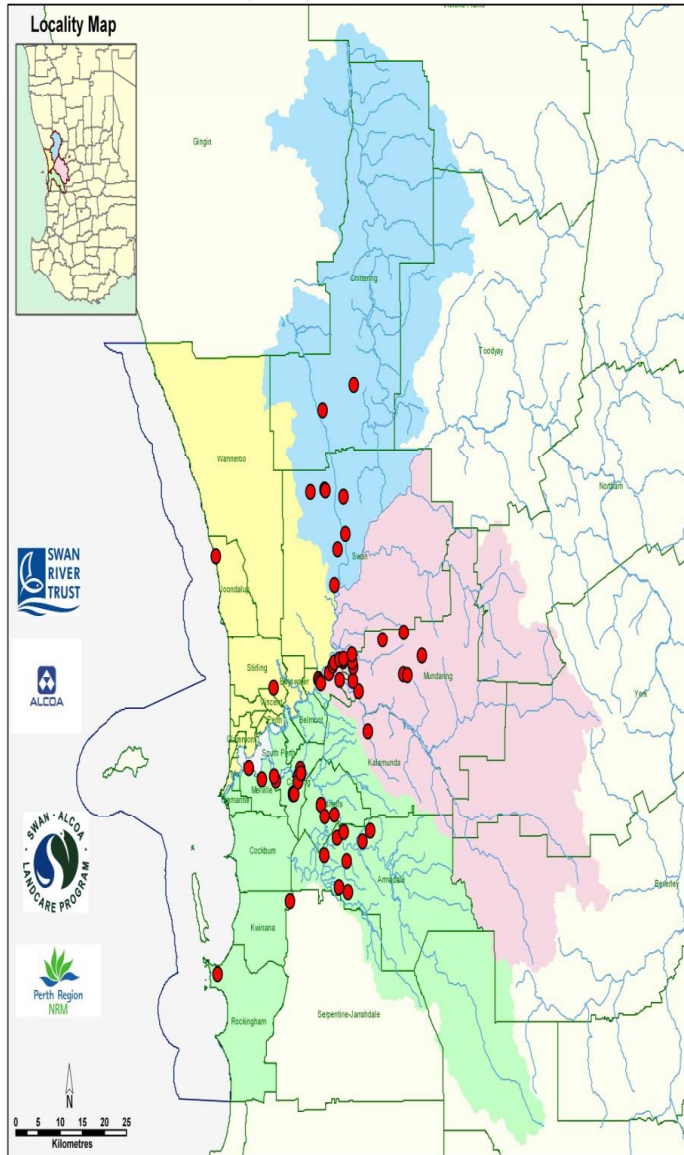 Locality Map
Gingin
Chittering
Toodyay
Wanneroo
Northam
Swan
SWAN
RIVER
TRUST
Joondalup
ALCOA
Stirling
Bayswater
Mundaring
Vincent
York
Perth
Belmont
Claremont
South Perth
Kalamunda
Canning
Melville
Fremantle
SWAN - ALCOA
LANDCARE PROGRAM
Cockburn
Armadale
Beverley
Kwinana
Perth Region
NRM
Rockingham
Serpentine-Jarrahdale
N
0 5 10 15 20 25
Kilometres